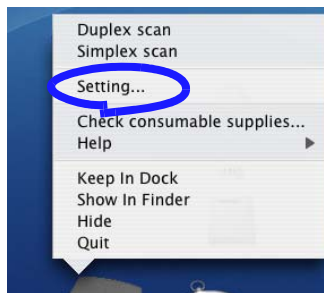 Duplex scan
Simplex scan
Setting...
Check consumable supplies...
Help
Keep In Dock
Show In Finder
Hide
Quit